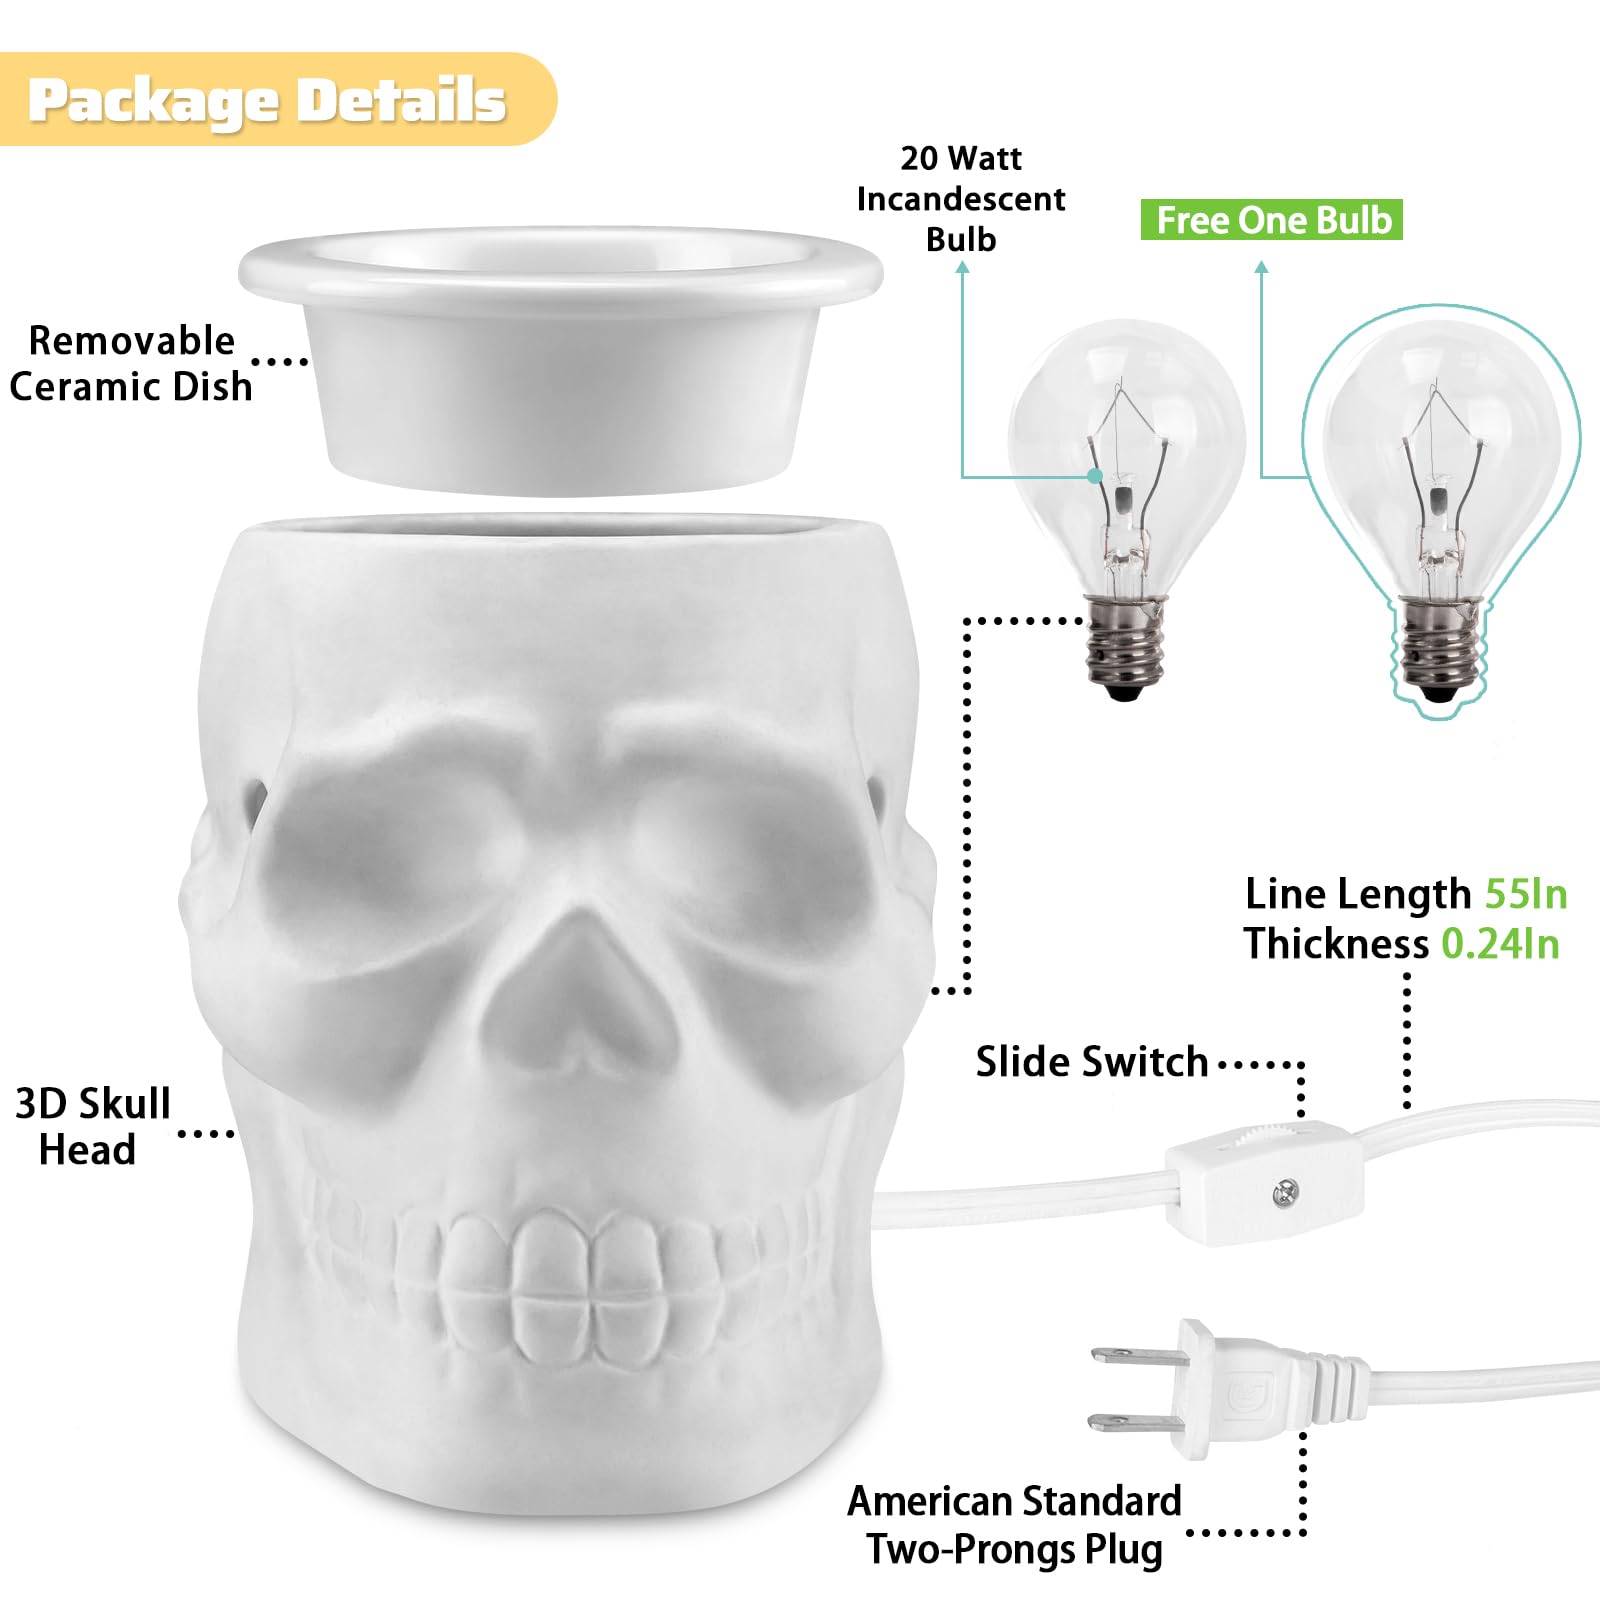 Package Details
20 Watt
Incandescent
Bulb
Free One Bulb
Removable
Ceramic Dish
Line Length 55In
Thickness 0.24In
Slide Switch
3D Skull
Head
American Standard
Two-Prongs Plug